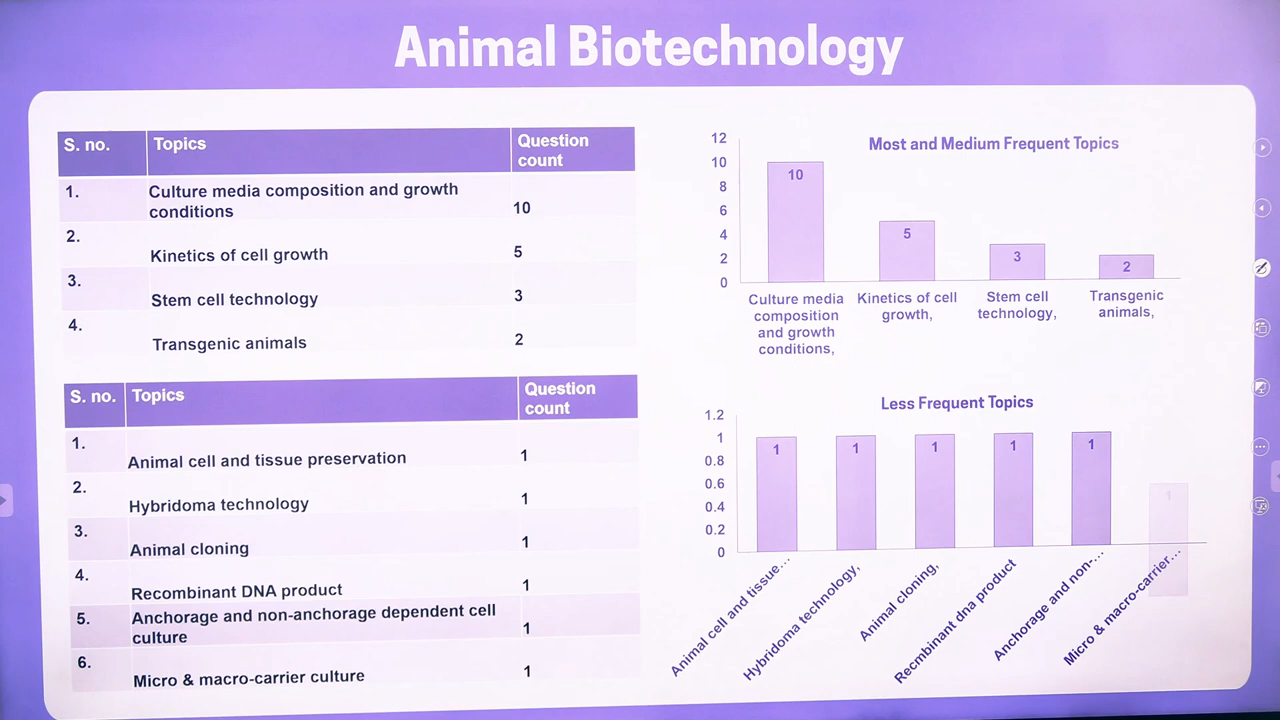 Animal Biotechnology
S. no. Topics Question
count
1. Culture media composition and growth
conditions 10
2. Kinetics of cell growth 5
3. Stem cell technology 3
4. Transgenic animals 2
S. no. Topics Question
count
1. Animal cell and tissue preservation 1
2. Hybridoma technology 1
3. Animal cloning 1
4. Recombinant DNA product 1
5. Anchorage and non-anchorage dependent cell
culture 1
6. Micro & macro-carrier culture 1
Most and Medium Frequent Topics
12
10
8
6
4
2
0
10 5 3 2
Culture media
composition
and growth
conditions,
Kinetics of cell
growth,
Stem cell
technology,
Transgenic
animals,
Less Frequent Topics
1.2
1
0.8
0.6
0.4
0.2
0
1 1 1 1 1 1
Animal cell and tissue...
Hybridoma technology,
Animal cloning,
Recmbinant dna product
Anchorage and non-...
Micro & macro-carrier...